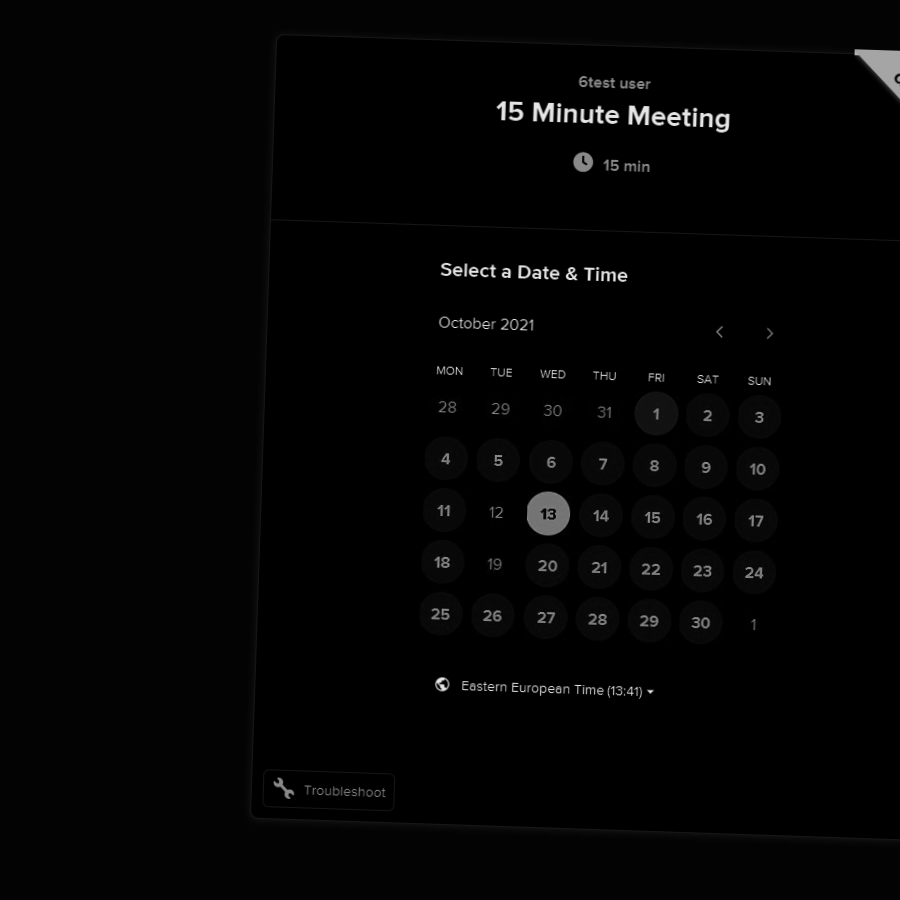 6test user
15 Minute Meeting
15 min
Select a Date & Time
October 2021
MON TUE WED THU FRI SAT SUN
28 29 30 31 1 2 3
4 5 6 7 8 9 10
11 12 13 14 15 16 17
18 19 20 21 22 23 24
25 26 27 28 29 30 1
Eastern European Time (13:41)
Troubleshoot